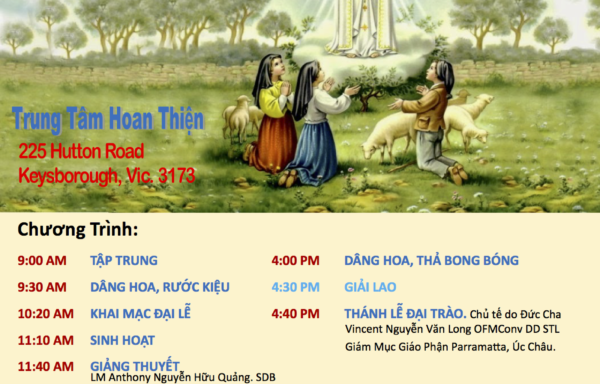 Trung Tâm Hoan Thiện
225 Hutton Road
Keysborough, Vic. 3173
Chương Trình:
9:00 AM TẬP TRUNG
9:30 AM DÂNG HOA, RƯỚC KIỆU
10:20 AM KHAI MẠC ĐẠI LỄ
11:10 AM SINH HOẠT
11:40 AM GIẢNG THUYẾT
LM Anthony Nguyễn Hữu Quảng. SDB
4:00 PM DÂNG HOA, THẢ BONG BÓNG
4:30 PM GIẢI LAO
4:40 PM THÁNH LỄ ĐẠI TRÀO. Chủ tế do Đức Cha
Vincent Nguyễn Văn Long OFMConv DD STL
Giám Mục Giáo Phận Parramatta, Úc Châu.